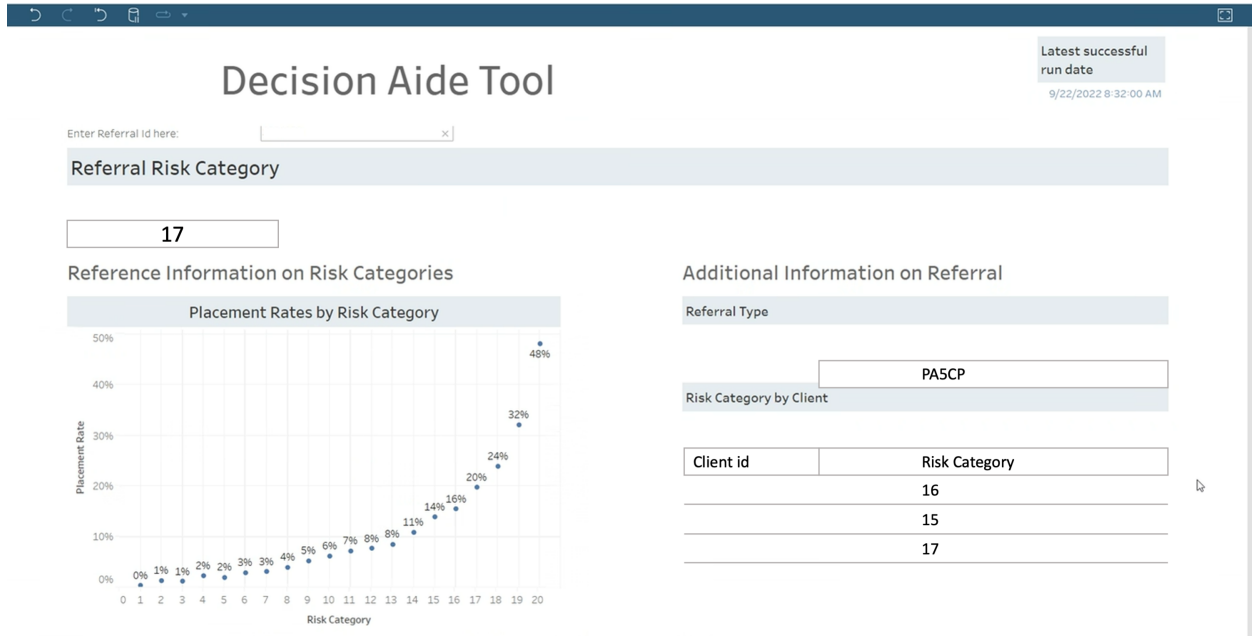 Decision Aide Tool
Latest successful
run date
9/22/2022 8:32:00 AM
Enter Referral Id here:
×
Referral Risk Category
17
Reference Information on Risk Categories
Placement Rates by Risk Category
50%
40%
30%
20%
10%
0%
Placement Rate
0% 1% 1% 2% 2% 3% 3% 4% 5% 6% 7% 8% 8% 11% 14% 16% 20% 24% 32% 48%
0 1 2 3 4 5 6 7 8 9 10 11 12 13 14 15 16 17 18 19 20
Risk Category
Additional Information on Referral
Referral Type
PA5CP
Risk Category by Client
Client id Risk Category
16
15
17